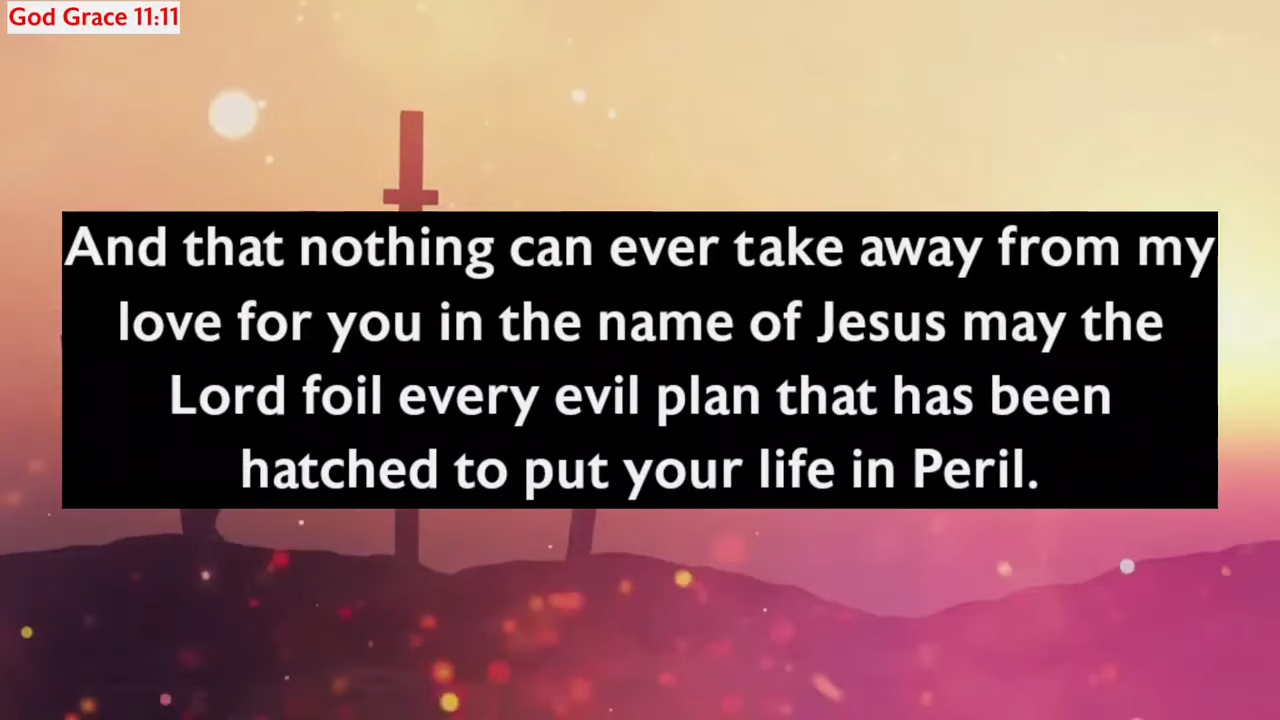 God Grace 11:11
And that nothing can ever take away from my
love for you in the name of Jesus may the
Lord foil every evil plan that has been
hatched to put your life in Peril.